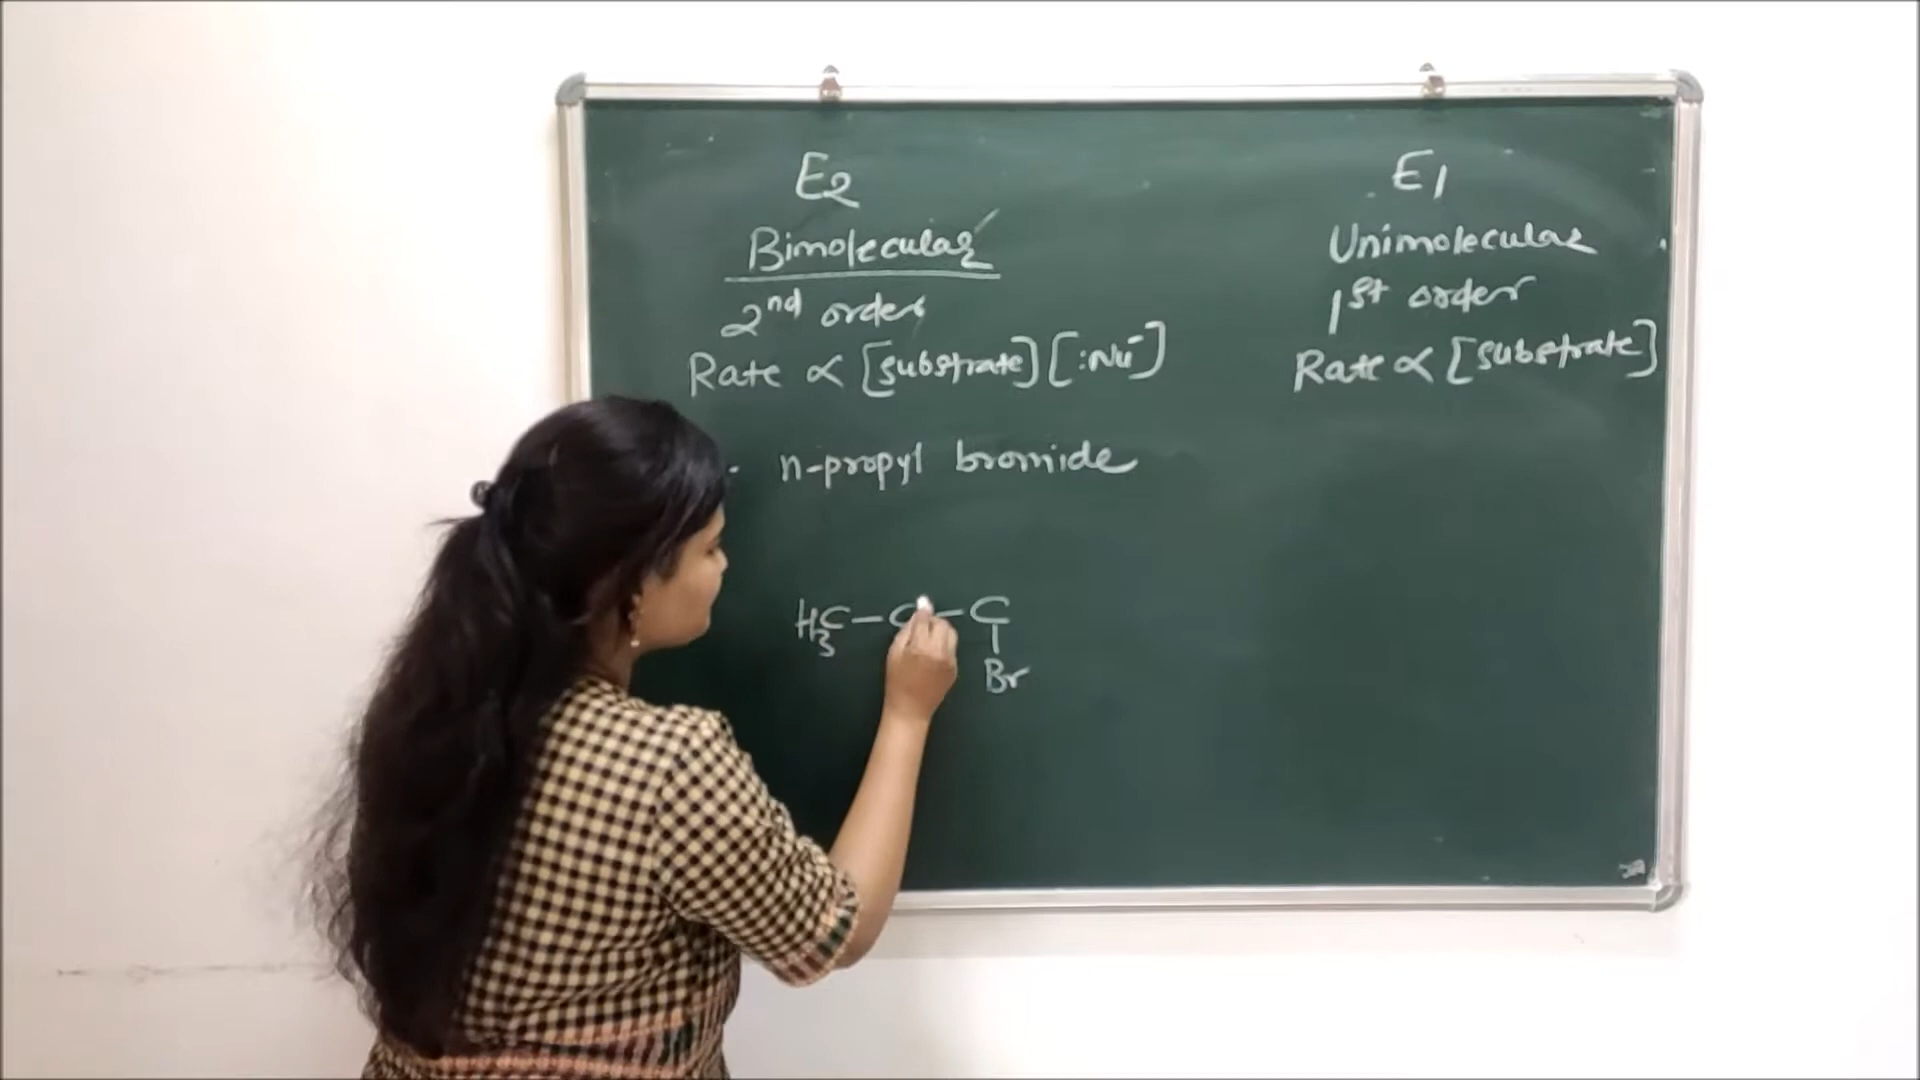 E2
Bimolecular
2nd order
Rate ∝ [substrate] [:Nu⁻]
n-propyl bromide
H3C–C–C
Br
E1
Unimolecular
1st order
Rate ∝ [substrate]